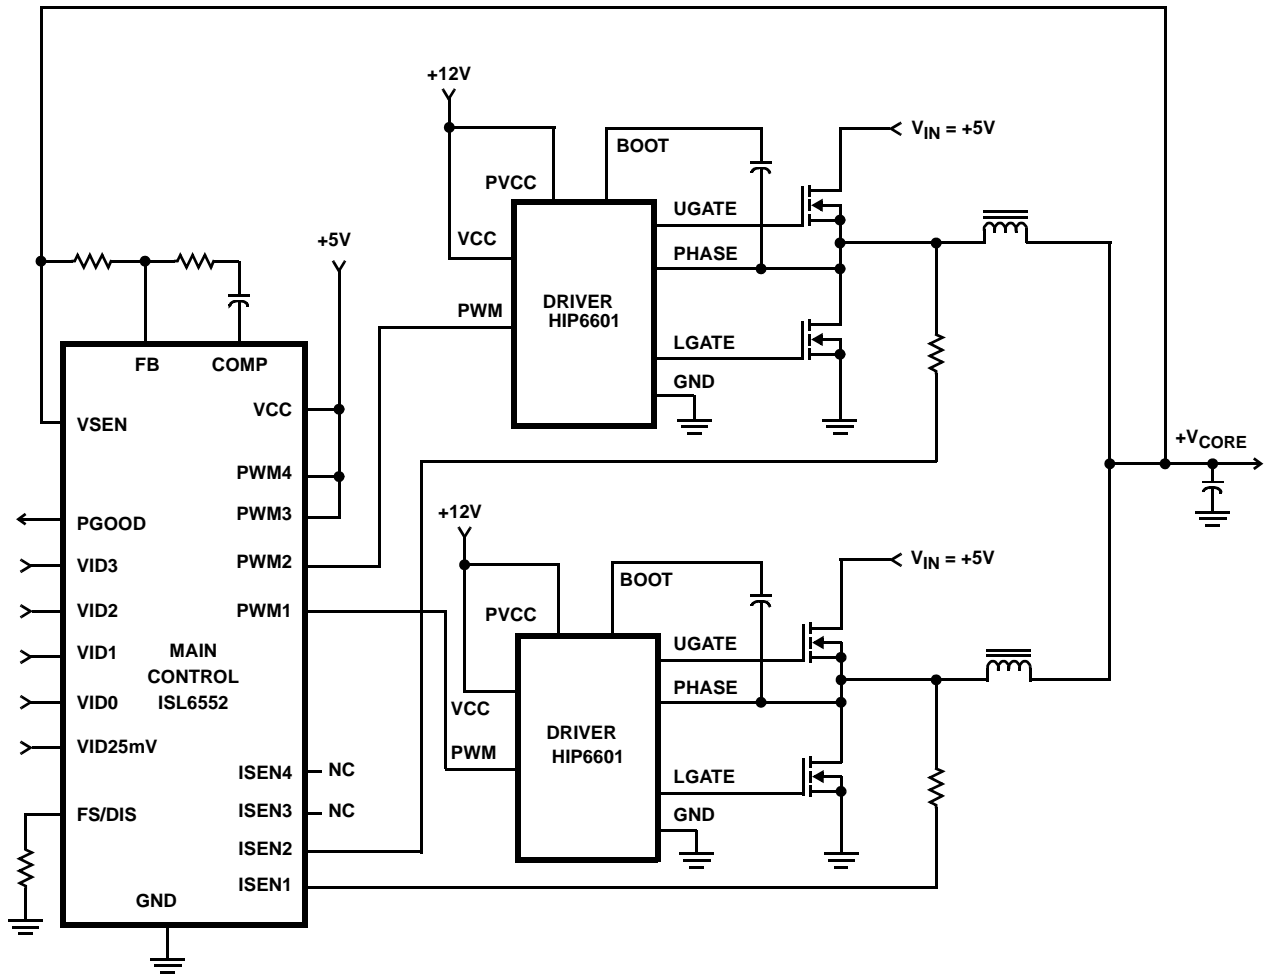 +12V
V_IN = +5V
BOOT
PVCC
UGATE
+5V
VCC
PHASE
DRIVER
HIP6601
PWM
LGATE
FB
COMP
GND
VCC
VSEN
+V_CORE
PWM4
+12V
PWM3
PGOOD
V_IN = +5V
PWM2
VID3
BOOT
PWM1
VID2
PVCC
UGATE
VID1
MAIN
CONTROL
ISL6552
PHASE
VID0
VCC
DRIVER
HIP6601
VID25mV
PWM
ISEN4
NC
LGATE
ISEN3
NC
FS/DIS
GND
ISEN2
ISEN1
GND